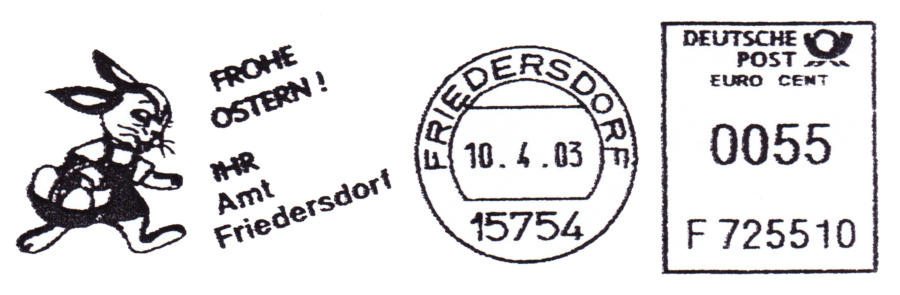 FROHE
OSTERN!
IHR
Amt
Friedersdorf
FRIEDERSDORF
10.4.03
15754
DEUTSCHE
POST
EURO CENT
0055
F 725510